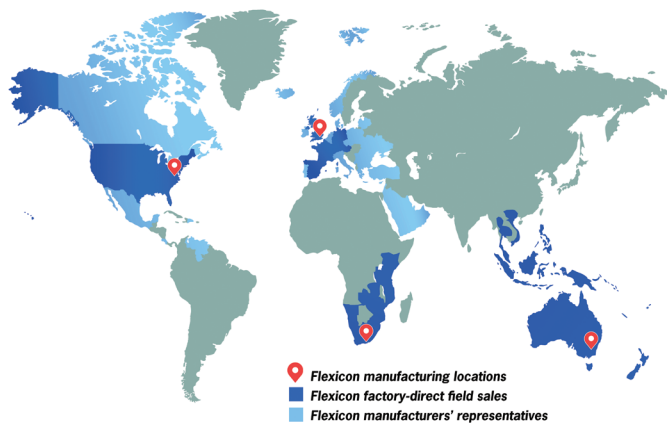 Flexicon manufacturing locations
Flexicon factory-direct field sales
Flexicon manufacturers' representatives